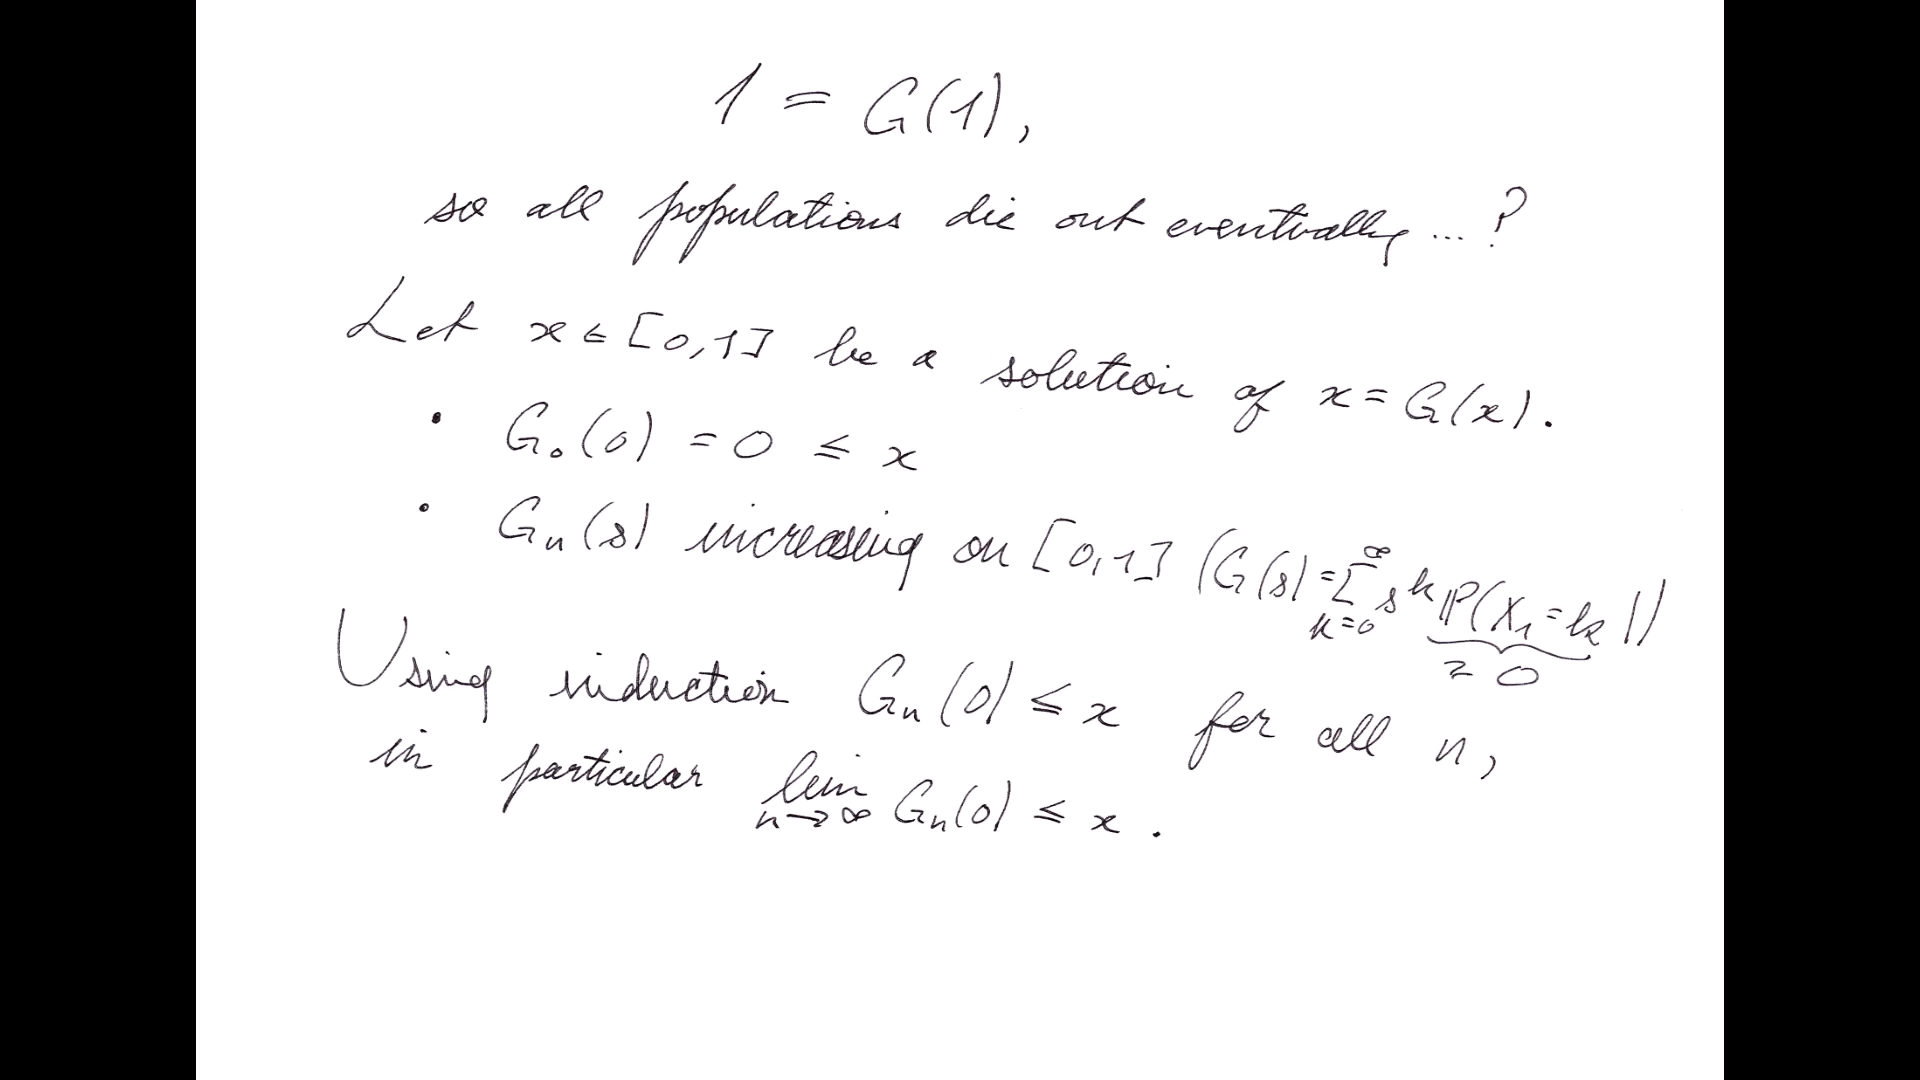 1 = G(1),
so all populations die out eventually ... ?
Let x ∈ [0,1] be a solution of x = G(x).
• G₀(0) = 0 ≤ x
• Gₙ(s) increasing on [0,1] (G(s) = ∑_{k=0}^{∞} s^k ℙ(X₁ = k))
≥ 0
Using induction Gₙ(0) ≤ x for all n,
in particular lim_{n→∞} Gₙ(0) ≤ x.